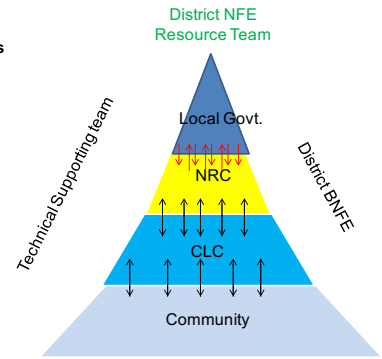 District NFE
Resource Team
s
Local Govt.
Technical Supporting team
District BNFE
NRC
CLC
Community